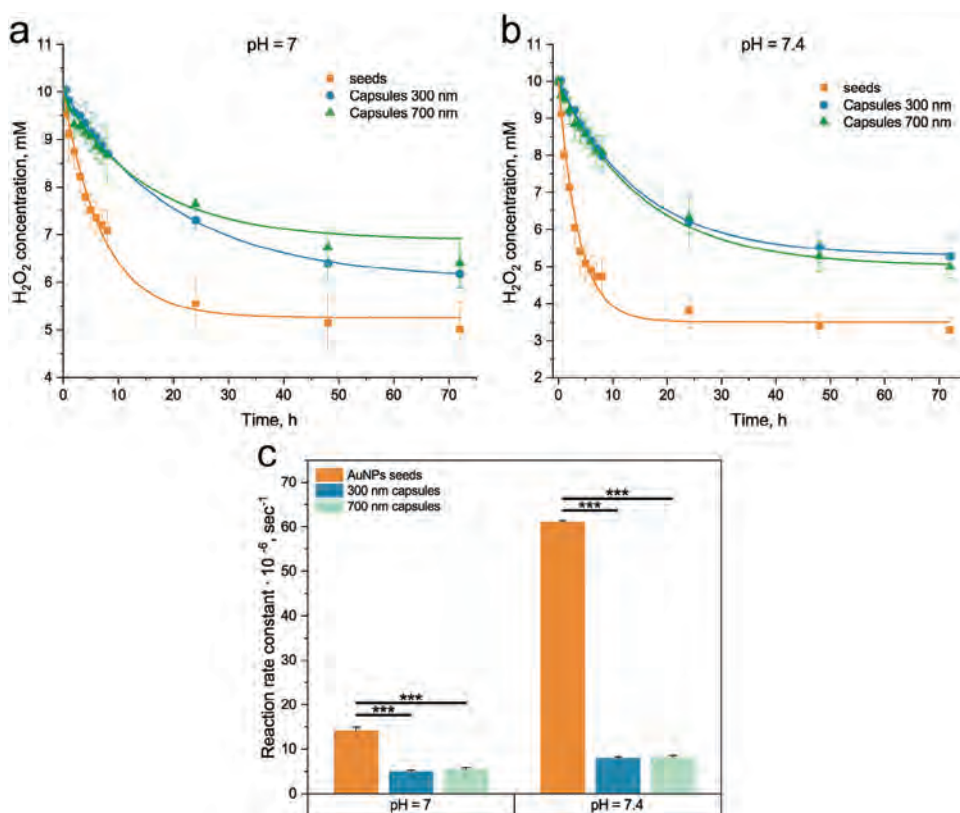 a
pH = 7
seeds
Capsules 300 nm
Capsules 700 nm
11
10
9
8
7
6
5
4
H₂O₂ concentration, mM
0 10 20 30 40 50 60 70
Time, h
b
pH = 7.4
seeds
Capsules 300 nm
Capsules 700 nm
11
10
9
8
7
6
5
4
3
2
H₂O₂ concentration, mM
0 10 20 30 40 50 60 70
Time, h
c
AuNPs seeds
300 nm capsules
700 nm capsules
70
60
50
40
30
20
10
0
Reaction rate constant · 10⁻⁶, sec⁻¹
***
***
***
***
pH = 7
pH = 7.4